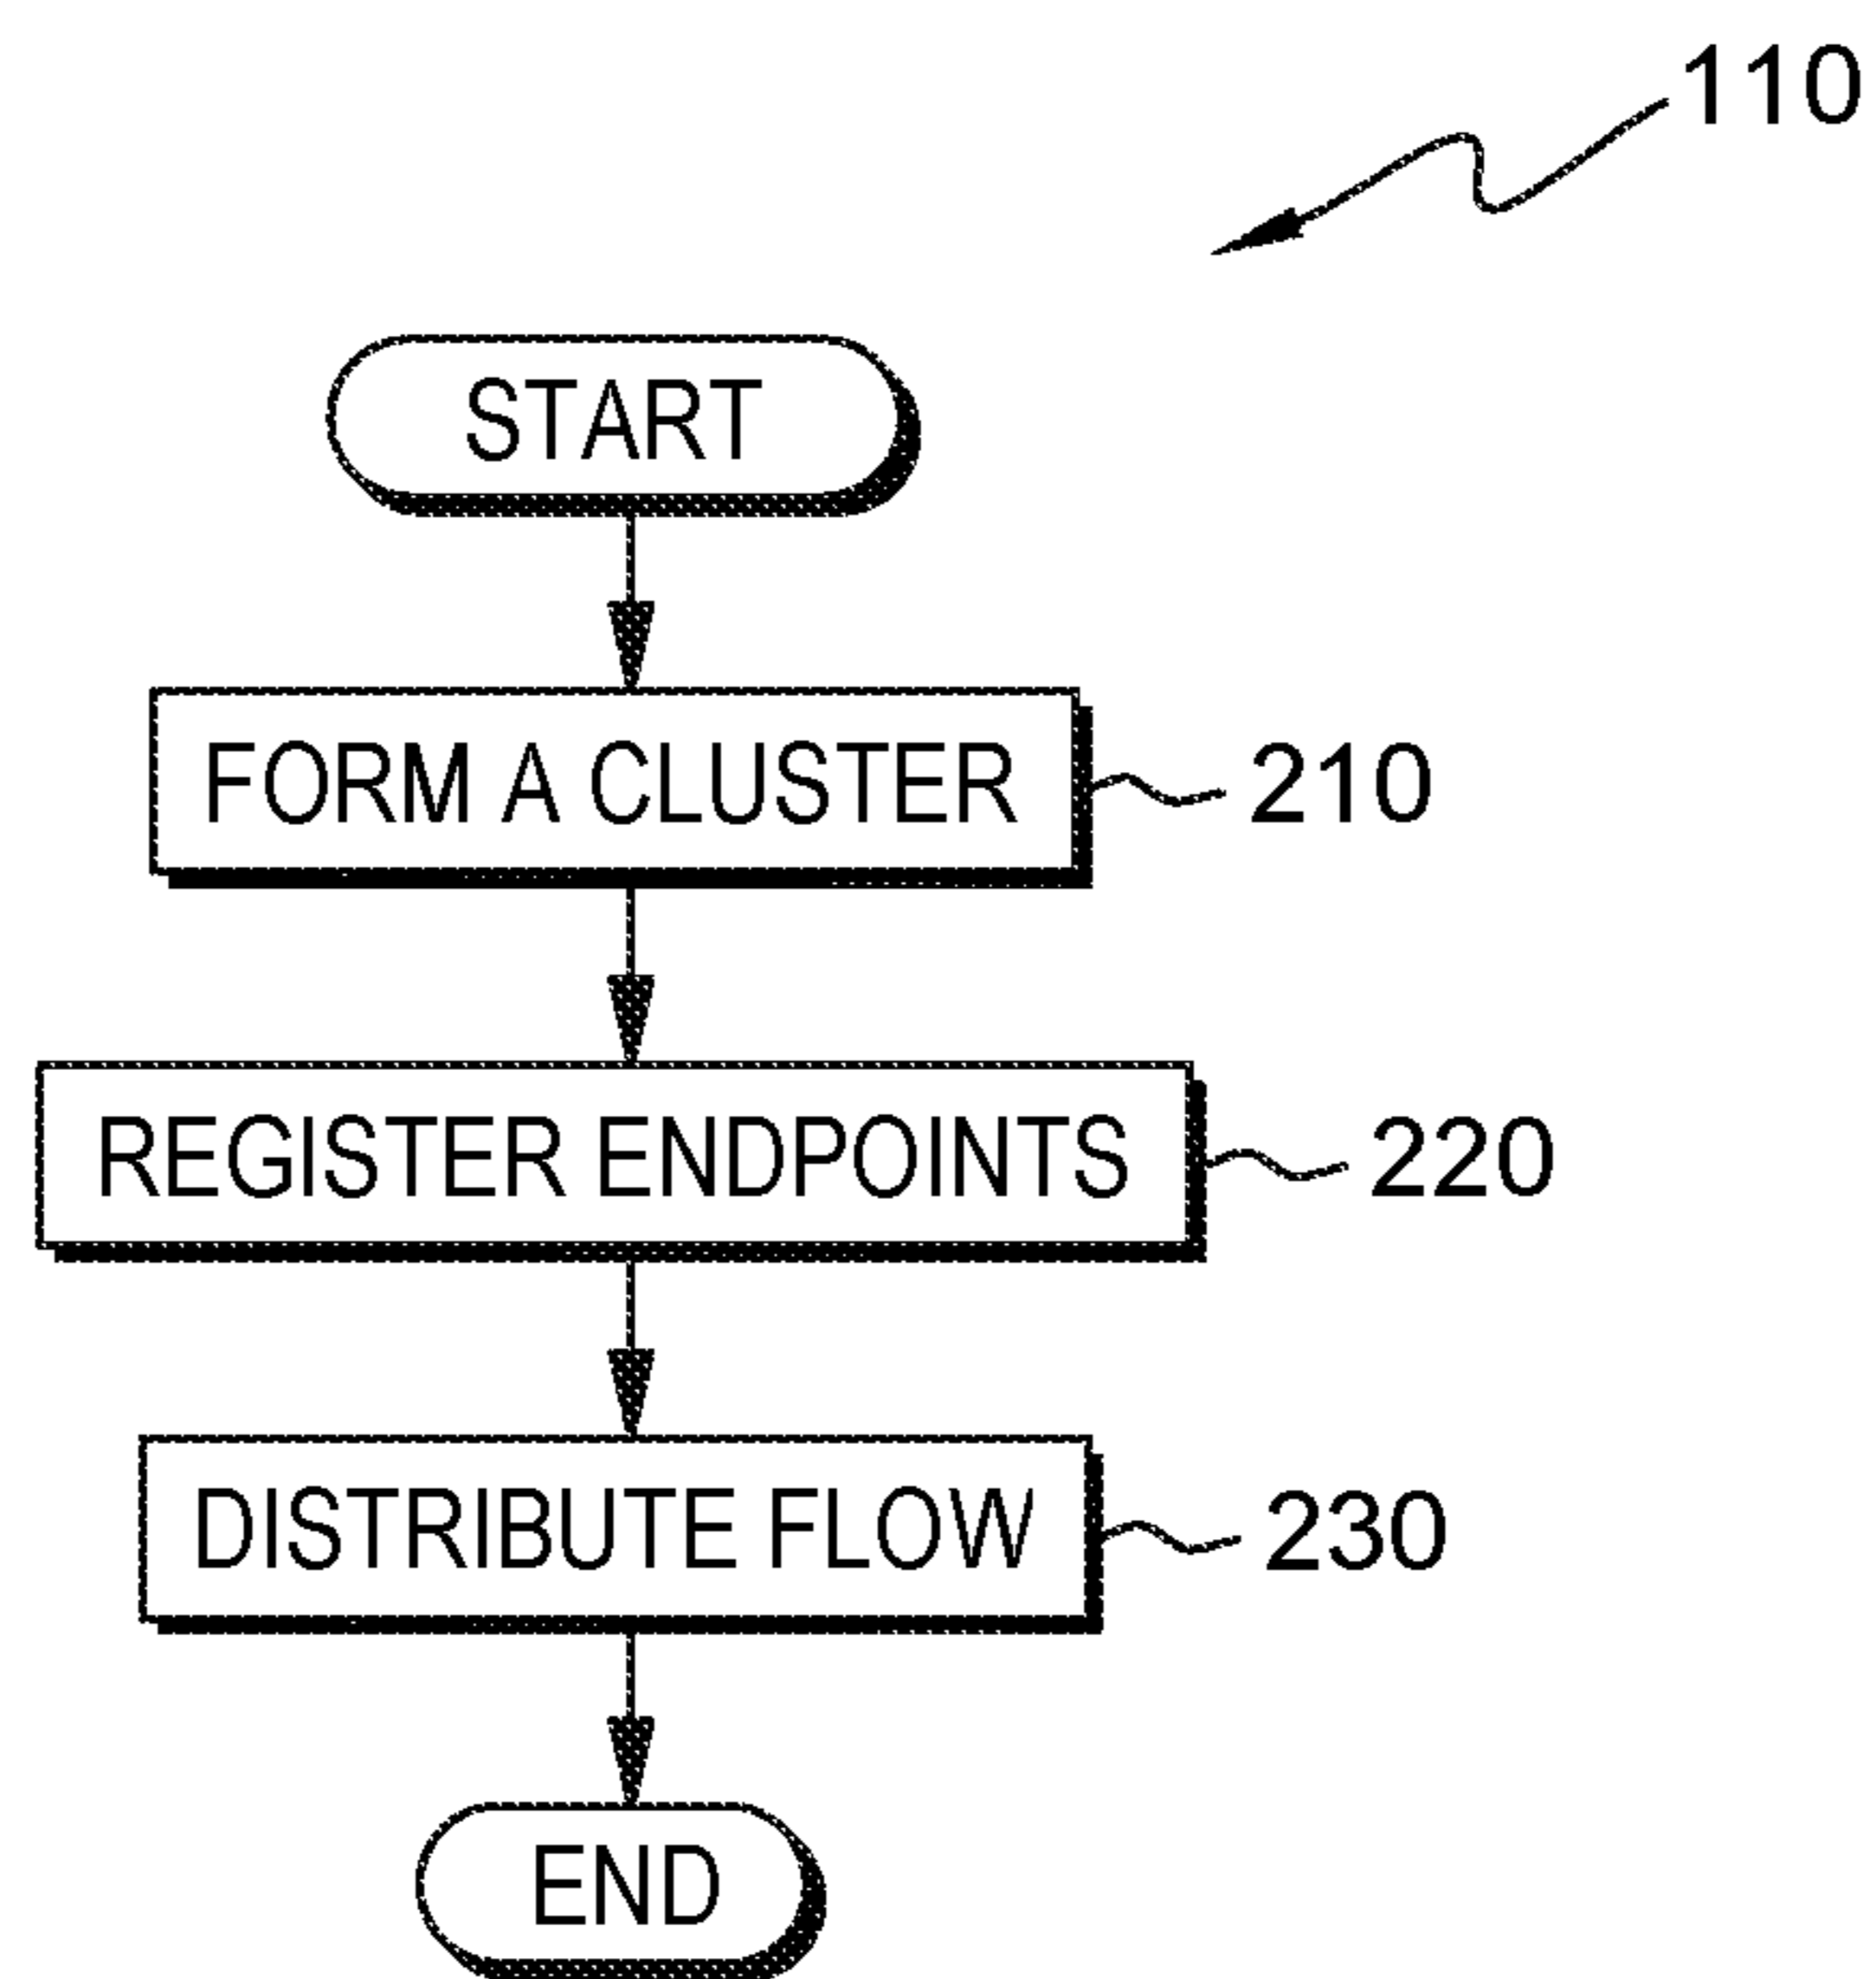 110
START
FORM A CLUSTER
210
REGISTER ENDPOINTS
220
DISTRIBUTE FLOW
230
END